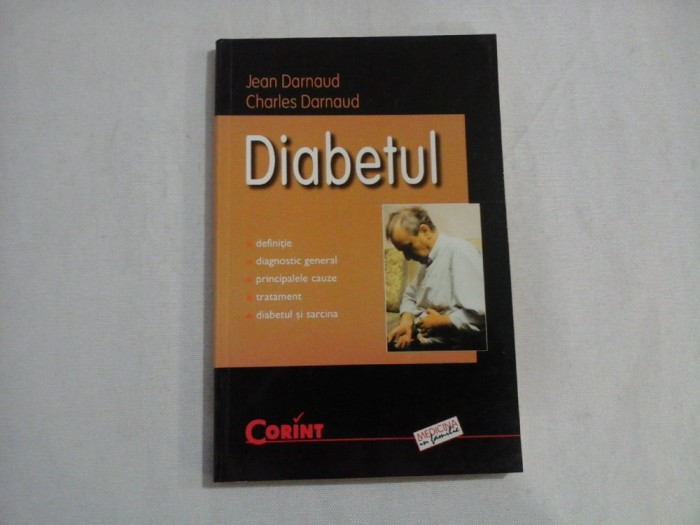 Jean Darnaud
Charles Darnaud
Diabetul
definiție
diagnostic general
principalele cauze
tratament
diabetul și sarcina
CORINT
MEDICINA
în familie